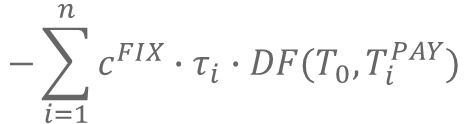 − ∑_{i=1}^{n} c^{FIX} · τ_i · DF(T_0, T_i^{PAY})